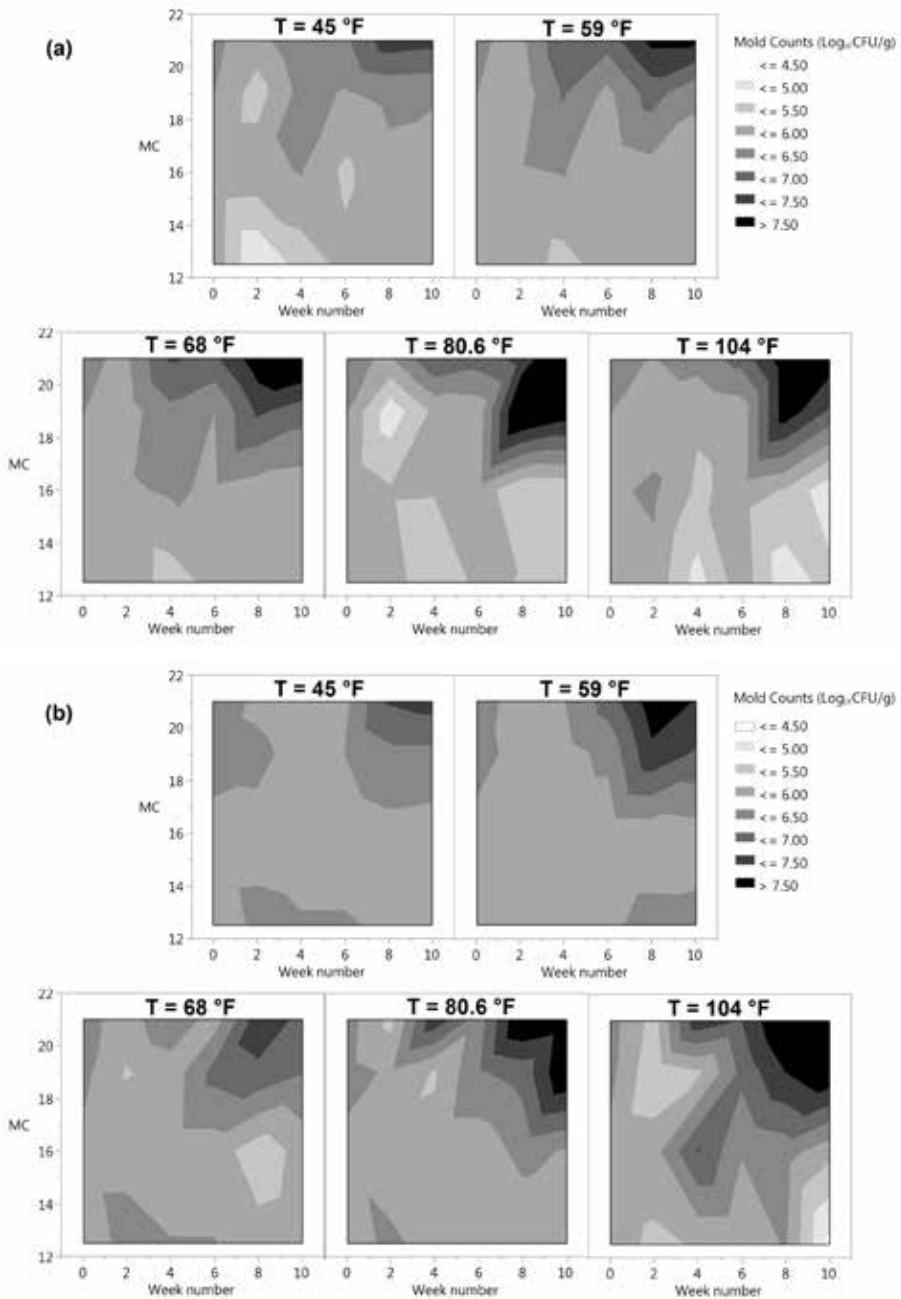 (a)
T = 45 °F
T = 59 °F
Mold Counts (Log₁₀CFU/g)
<= 4.50
<= 5.00
<= 5.50
<= 6.00
<= 6.50
<= 7.00
<= 7.50
> 7.50
22
20
18
MC
16
14
12
0 2 4 6 8 10 0 2 4 6 8 10
Week number Week number
T = 68 °F T = 80.6 °F T = 104 °F
22
20
18
MC
16
14
12
0 2 4 6 8 10 0 2 4 6 8 10 0 2 4 6 8 10
Week number Week number Week number
(b)
T = 45 °F
T = 59 °F
Mold Counts (Log₁₀CFU/g)
<= 4.50
<= 5.00
<= 5.50
<= 6.00
<= 6.50
<= 7.00
<= 7.50
> 7.50
22
20
18
MC
16
14
12
0 2 4 6 8 10 0 2 4 6 8 10
Week number Week number
T = 68 °F T = 80.6 °F T = 104 °F
22
20
18
MC
16
14
12
0 2 4 6 8 10 0 2 4 6 8 10 0 2 4 6 8 10
Week number Week number Week number